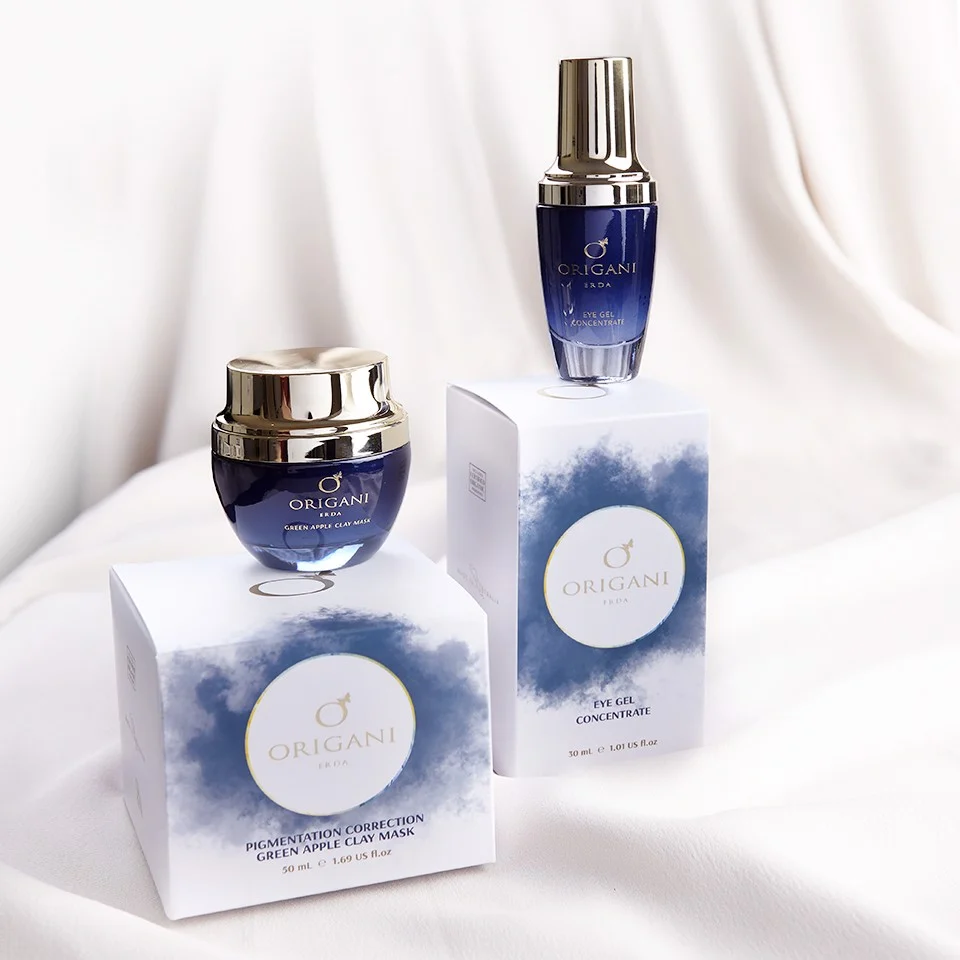 ORIGANI
ERDA
EYE GEL
CONCENTRATE
ORIGANI
ERDA
GREEN APPLE CLAY MASK
ORIGANI
ERDA
EYE GEL
CONCENTRATE
30 mL ℮ 1.01 US fl.oz
ORIGANI
ERDA
PIGMENTATION CORRECTION
GREEN APPLE CLAY MASK
50 mL ℮ 1.69 US fl.oz